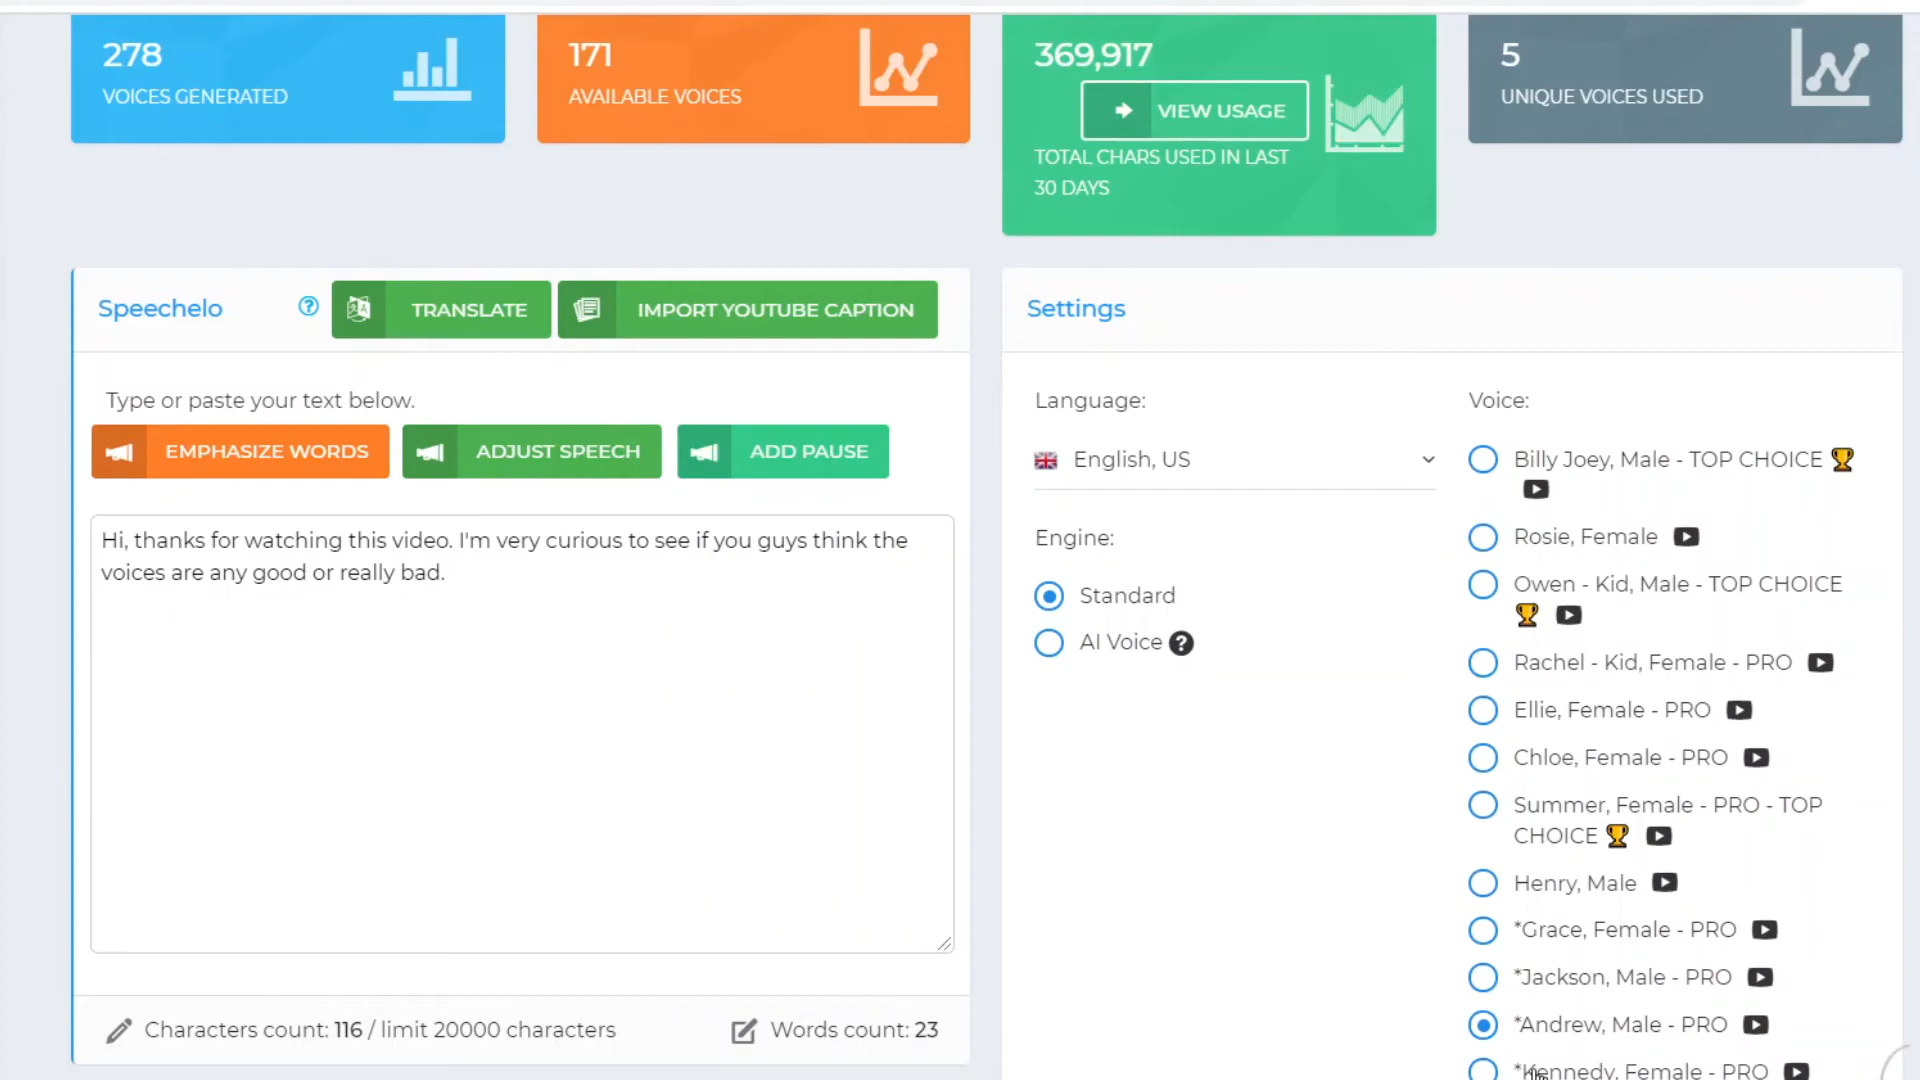 278
VOICES GENERATED
171
AVAILABLE VOICES
369,917
VIEW USAGE
TOTAL CHARS USED IN LAST
30 DAYS
5
UNIQUE VOICES USED
Speechelo
TRANSLATE
IMPORT YOUTUBE CAPTION
Type or paste your text below.
EMPHASIZE WORDS
ADJUST SPEECH
ADD PAUSE
Hi, thanks for watching this video. I'm very curious to see if you guys think the
voices are any good or really bad.
Characters count: 116 / limit 20000 characters
Words count: 23
Settings
Language:
English, US
Engine:
Standard
AI Voice
Voice:
Billy Joey, Male - TOP CHOICE
Rosie, Female
Owen - Kid, Male - TOP CHOICE
Rachel - Kid, Female - PRO
Ellie, Female - PRO
Chloe, Female - PRO
Summer, Female - PRO - TOP
CHOICE
Henry, Male
*Grace, Female - PRO
*Jackson, Male - PRO
*Andrew, Male - PRO
*Kennedy, Female - PRO